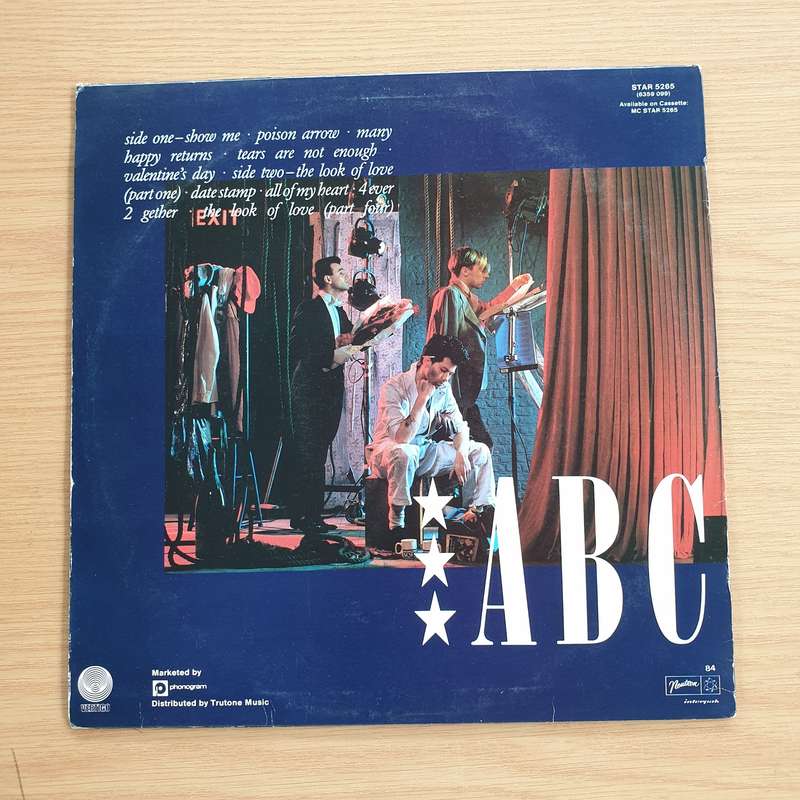 STAR 5265
(6359 099)
Available on Cassette:
MC STAR 5265
side one–show me · poison arrow · many
happy returns · tears are not enough ·
valentine's day · side two–the look of love
(part one) · date stamp · all of my heart · 4 ever
2 gether · the look of love (part four)
EXIT
ABC
84
Marketed by
phonogram
Distributed by Trutone Music
VERTIGO
Neutron
interpak